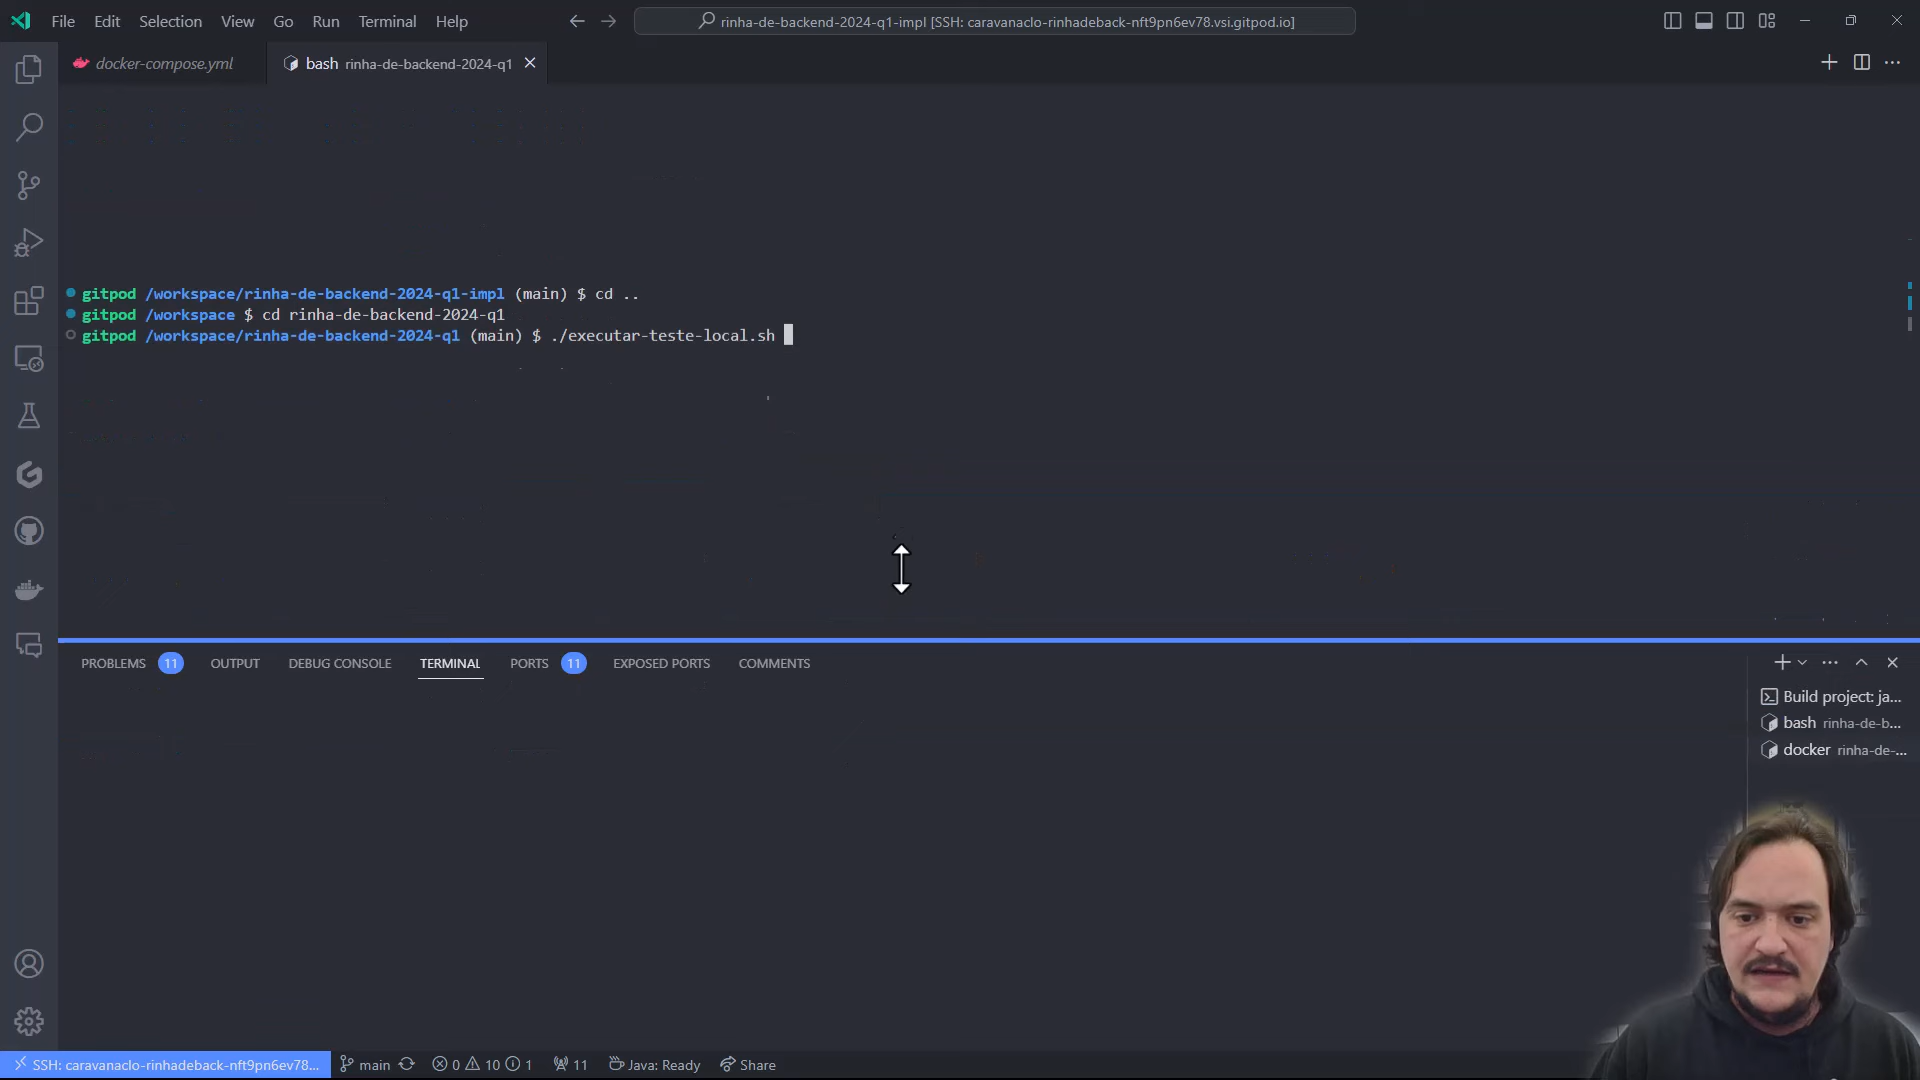 File Edit Selection View Go Run Terminal Help
rinha-de-backend-2024-q1-impl [SSH: caravanaclo-rinhadeback-nft9pn6ev78.vsi.gitpod.io]
docker-compose.yml
bash rinha-de-backend-2024-q1
gitpod /workspace/rinha-de-backend-2024-q1-impl (main) $ cd ..
gitpod /workspace $ cd rinha-de-backend-2024-q1
gitpod /workspace/rinha-de-backend-2024-q1 (main) $ ./executar-teste-local.sh
PROBLEMS 11 OUTPUT DEBUG CONSOLE TERMINAL PORTS 11 EXPOSED PORTS COMMENTS
Build project: ja...
bash rinha-de-b...
docker rinha-de-...
SSH: caravanaclo-rinhadeback-nft9pn6ev78... main 0 10 1 11 Java: Ready Share